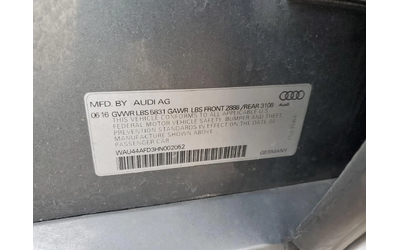 MFD. BY AUDI AG
06 16 GVWR LBS 5831 GAWR LBS FRONT 2888 /REAR 3108
THIS VEHICLE CONFORMS TO ALL APPLICABLE U.S.
FEDERAL MOTOR VEHICLE SAFETY, BUMPER, AND
THEFT PREVENTION STANDARDS IN EFFECT ON THE DATE OF
MANUFACTURE SHOWN ABOVE.
PASSENGER CAR
WAU44AFD3HN002062
Audi